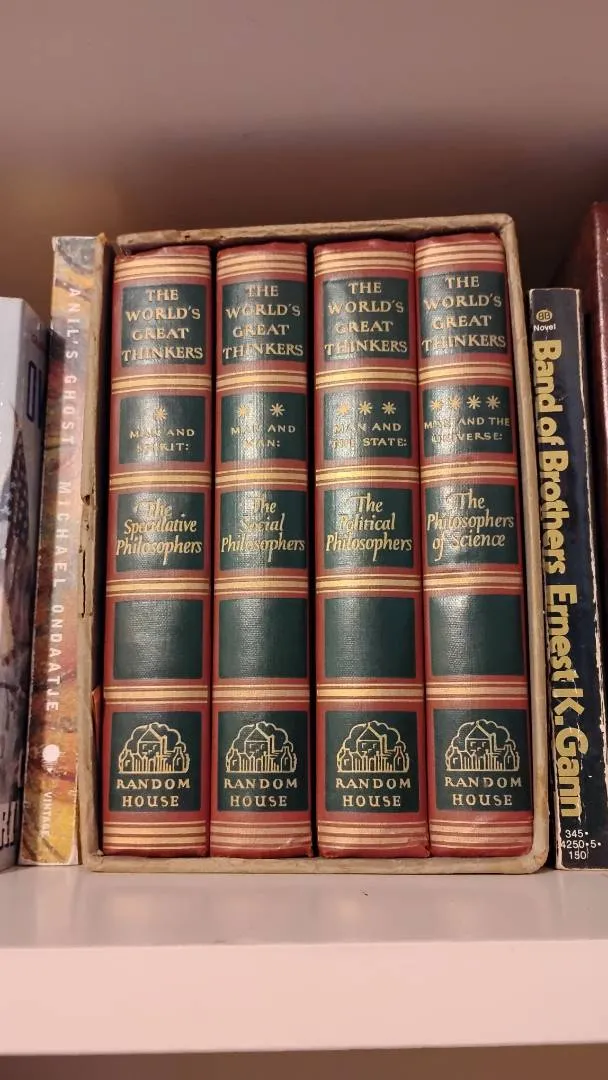 ANIL'S GHOST MICHAEL ONDAATJE
VINTAGE
THE
WORLD'S
GREAT
THINKERS
MAN AND
SPIRIT:
The
Speculative
Philosophers
RANDOM
HOUSE
THE
WORLD'S
GREAT
THINKERS
MAN AND
MAN:
The
Social
Philosophers
RANDOM
HOUSE
THE
WORLD'S
GREAT
THINKERS
MAN AND
THE STATE:
The
Political
Philosophers
RANDOM
HOUSE
THE
WORLD'S
GREAT
THINKERS
MAN AND THE
UNIVERSE:
The
Philosophers
of Science
RANDOM
HOUSE
BB
Novel
Band of Brothers Ernest K. Gann
345•
4250•5•
150